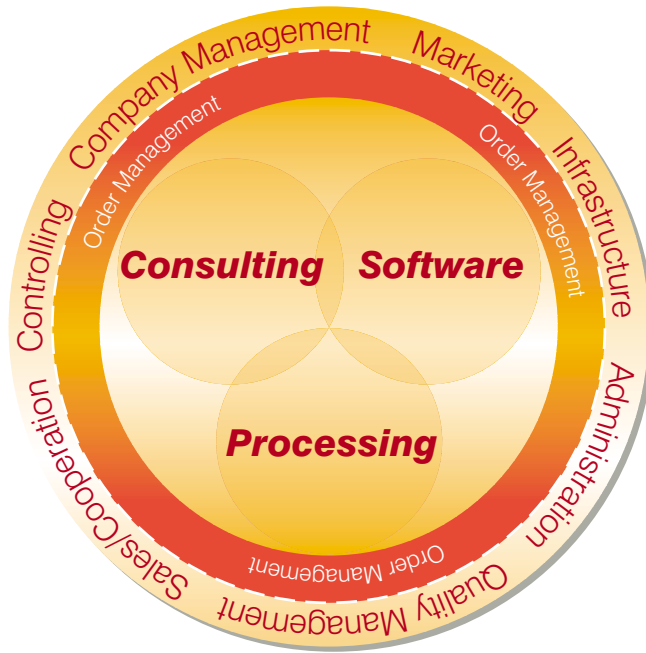 Company Management
Marketing
Infrastructure
Administration
Quality Management
Sales/Cooperation
Controlling
Order Management
Order Management
Order Management
Consulting
Software
Processing